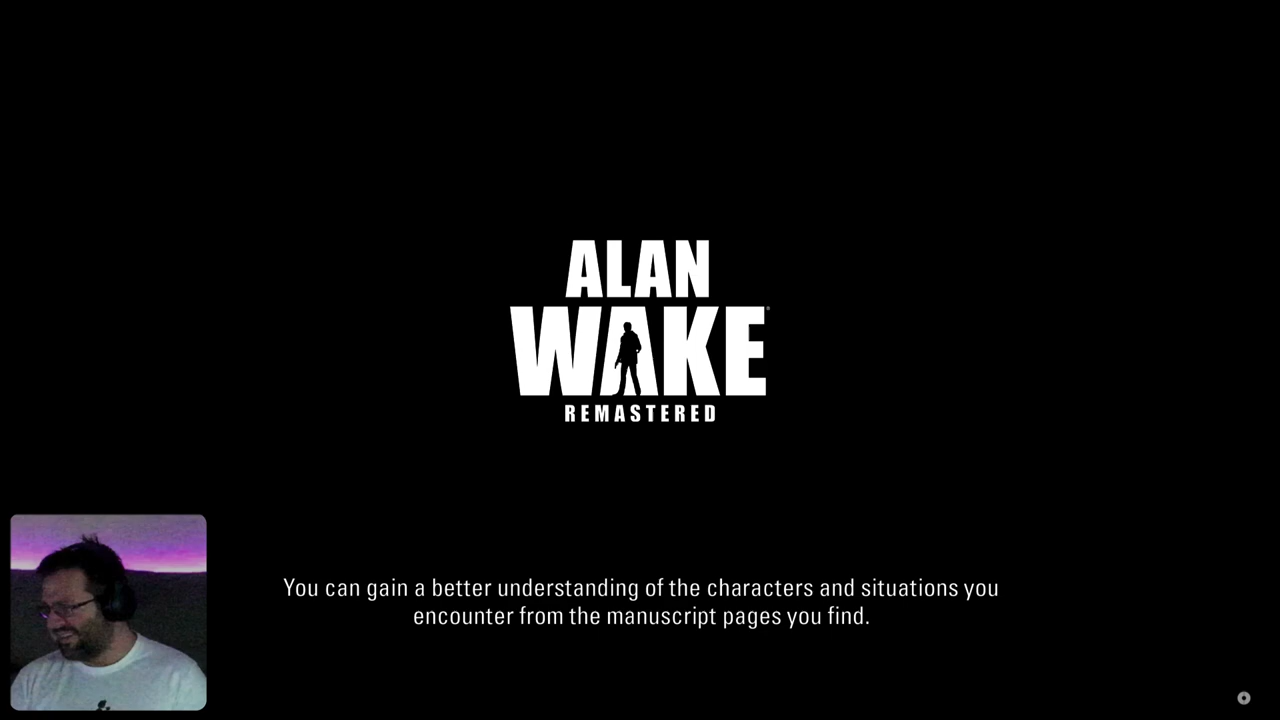 ALAN
WAKE
REMASTERED
You can gain a better understanding of the characters and situations you
encounter from the manuscript pages you find.